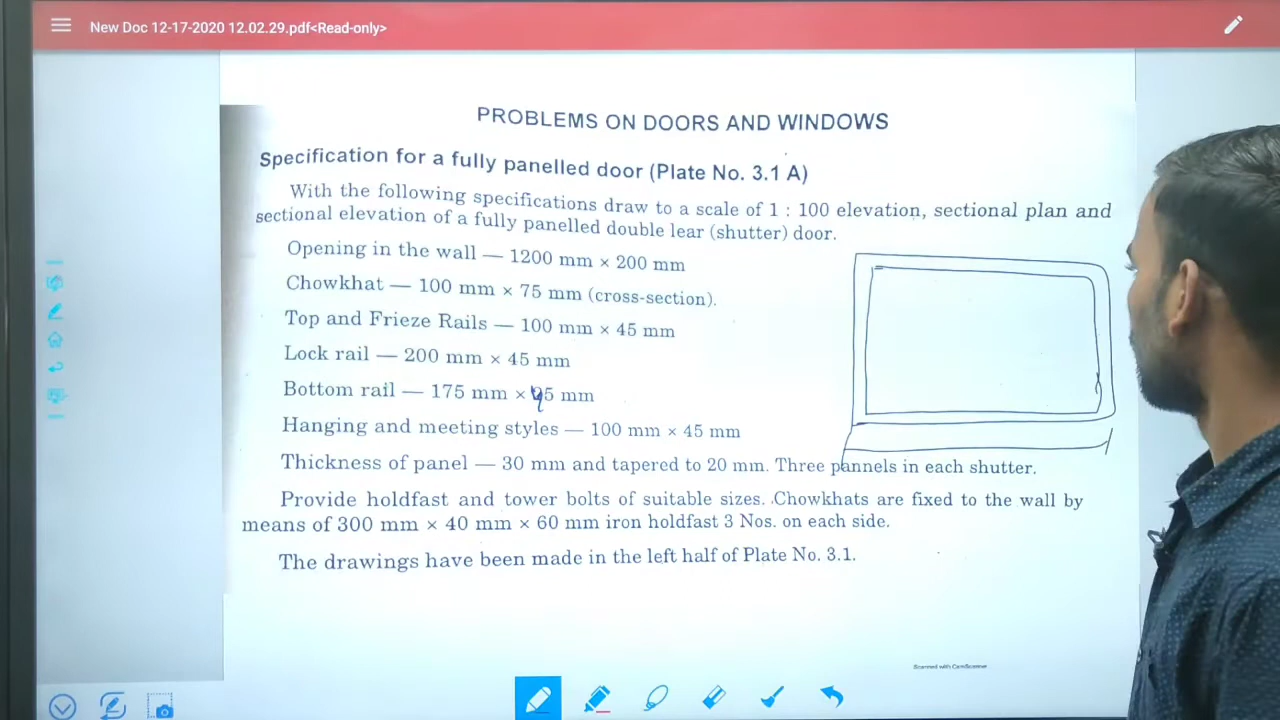 New Doc 12-17-2020 12.02.29.pdf<Read-only>
PROBLEMS ON DOORS AND WINDOWS
Specification for a fully panelled door (Plate No. 3.1 A)
With the following specifications draw to a scale of 1 : 100 elevation, sectional plan and
sectional elevation of a fully panelled double lear (shutter) door.
Opening in the wall — 1200 mm × 200 mm
Chowkhat — 100 mm × 75 mm (cross-section).
Top and Frieze Rails — 100 mm × 45 mm
Lock rail — 200 mm × 45 mm
Bottom rail — 175 mm × 45 mm
Hanging and meeting styles — 100 mm × 45 mm
Thickness of panel — 30 mm and tapered to 20 mm. Three pannels in each shutter.
Provide holdfast and tower bolts of suitable sizes. Chowkhats are fixed to the wall by
means of 300 mm × 40 mm × 60 mm iron holdfast 3 Nos. on each side.
The drawings have been made in the left half of Plate No. 3.1.
Scanned with CamScanner